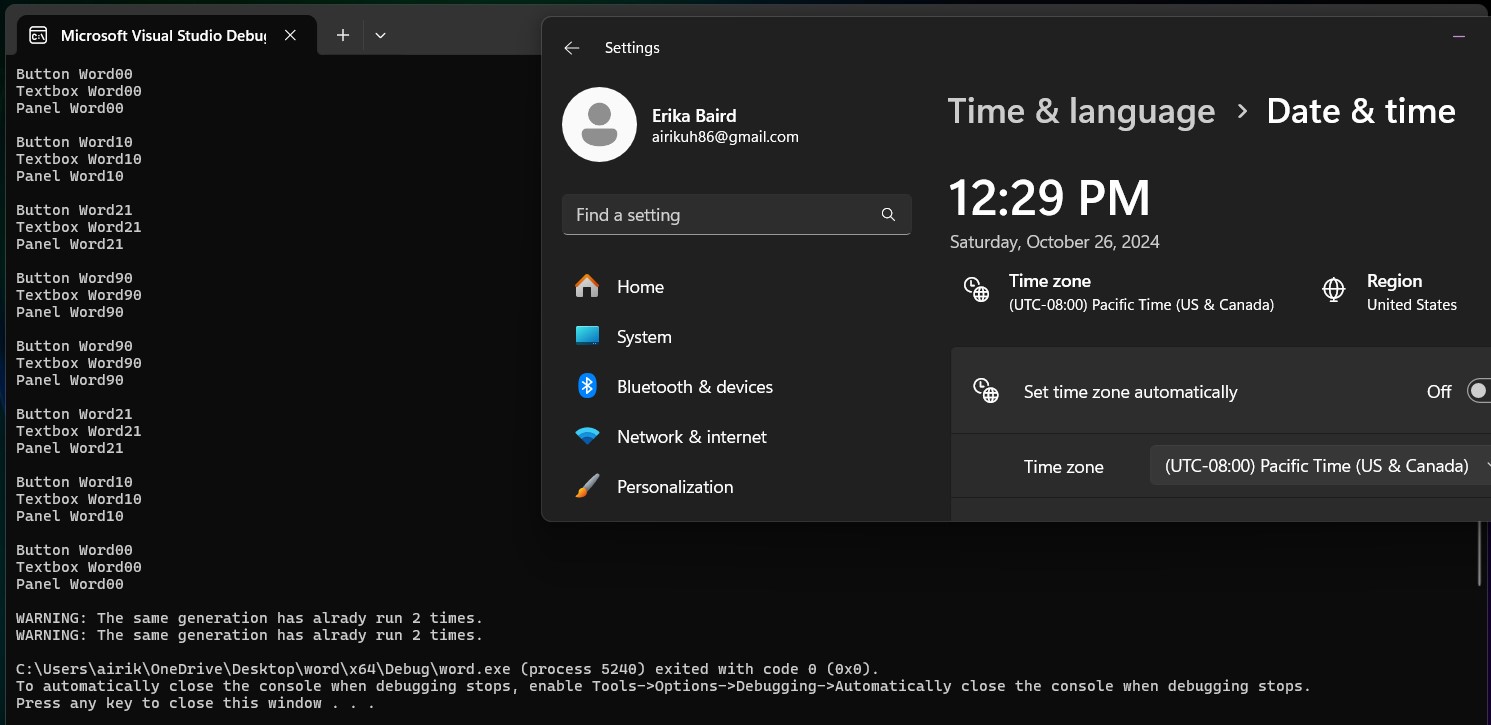 Microsoft Visual Studio Debug
Button Word00
Textbox Word00
Panel Word00
Button Word10
Textbox Word10
Panel Word10
Button Word21
Textbox Word21
Panel Word21
Button Word90
Textbox Word90
Panel Word90
Button Word90
Textbox Word90
Panel Word90
Button Word21
Textbox Word21
Panel Word21
Button Word10
Textbox Word10
Panel Word10
Button Word00
Textbox Word00
Panel Word00
WARNING: The same generation has alrady run 2 times.
WARNING: The same generation has alrady run 2 times.
C:\Users\airik\OneDrive\Desktop\word\x64\Debug\word.exe (process 5240) exited with code 0 (0x0).
To automatically close the console when debugging stops, enable Tools->Options->Debugging->Automatically close the console when debugging stops.
Press any key to close this window . . .
Settings
Erika Baird
airikuh86@gmail.com
Find a setting
Home
System
Bluetooth & devices
Network & internet
Personalization
Time & language > Date & time
12:29 PM
Saturday, October 26, 2024
Time zone
(UTC-08:00) Pacific Time (US & Canada)
Region
United States
Set time zone automatically Off
Time zone (UTC-08:00) Pacific Time (US & Canada)